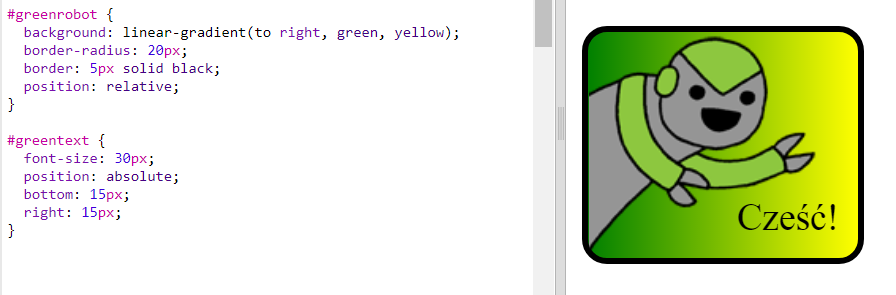 #greenrobot {
  background: linear-gradient(to right, green, yellow);
  border-radius: 20px;
  border: 5px solid black;
  position: relative;
}

#greentext {
  font-size: 30px;
  position: absolute;
  bottom: 15px;
  right: 15px;
}
Cześć!